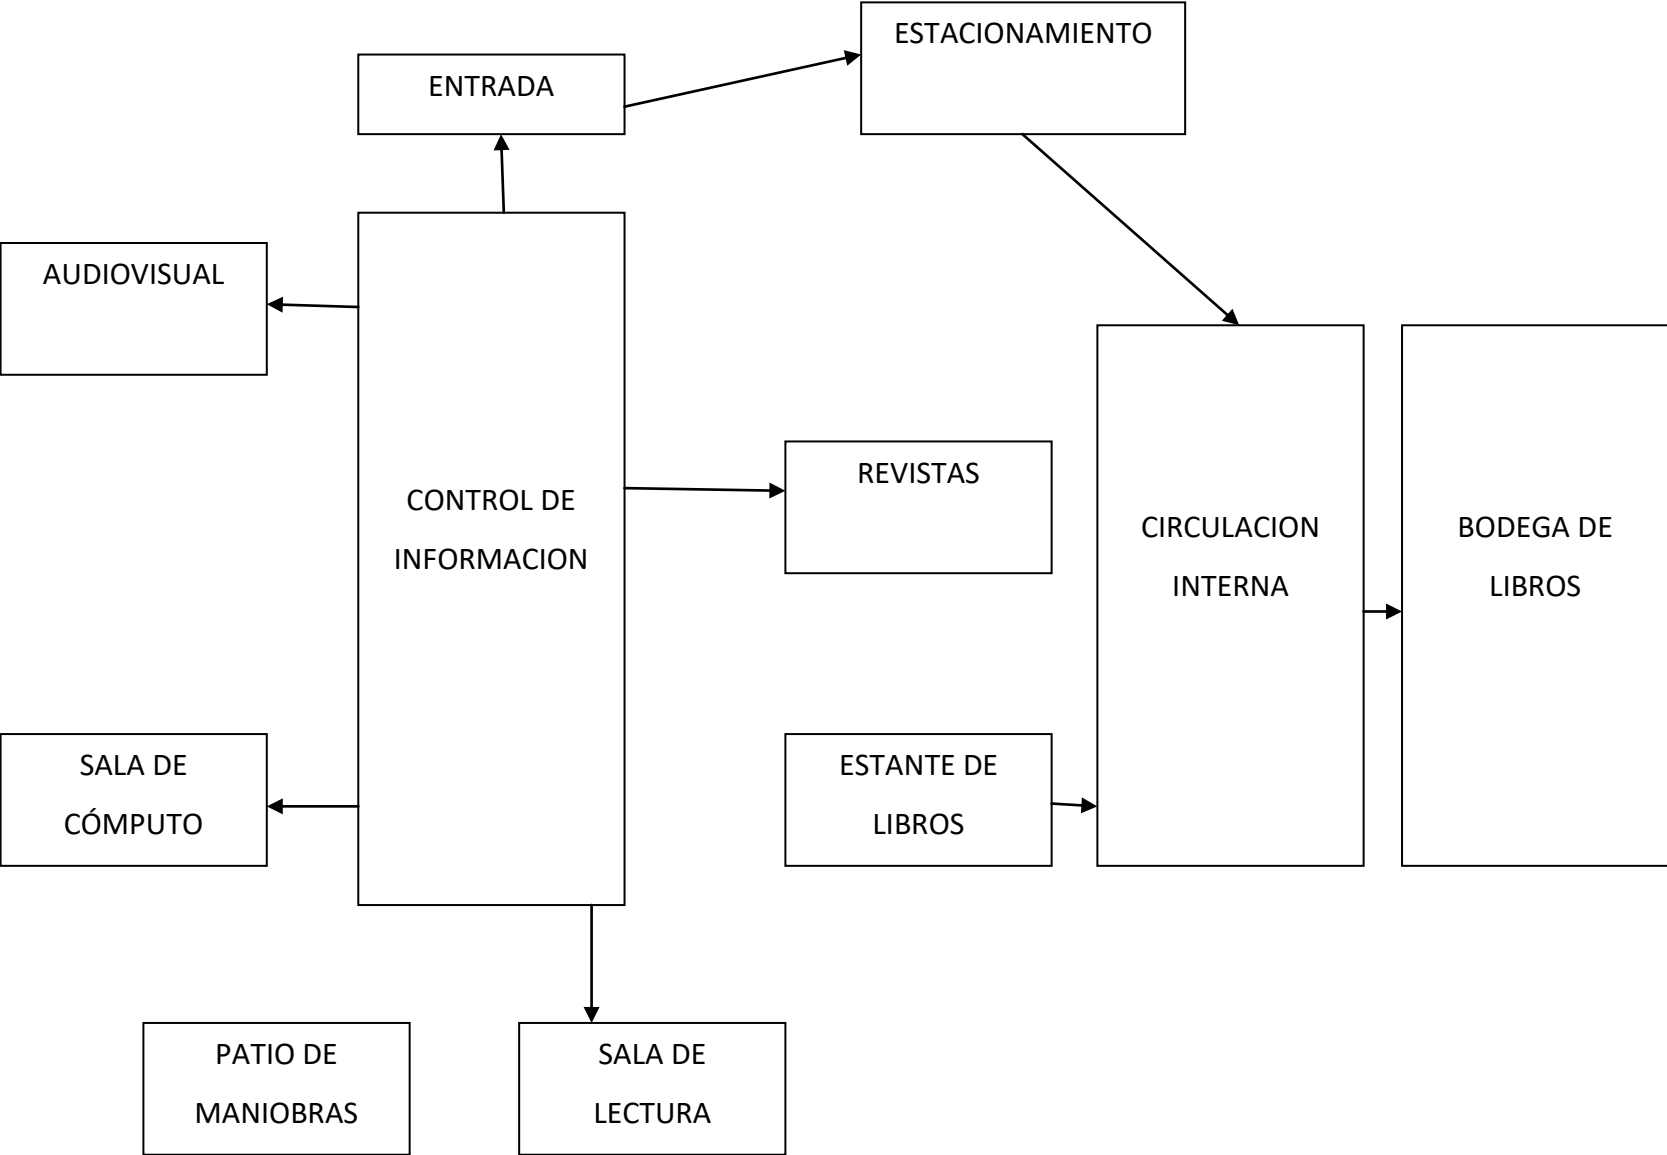 ESTACIONAMIENTO
ENTRADA
AUDIOVISUAL
CONTROL DE
INFORMACION
REVISTAS
CIRCULACION
INTERNA
BODEGA DE
LIBROS
SALA DE
CÓMPUTO
ESTANTE DE
LIBROS
PATIO DE
MANIOBRAS
SALA DE
LECTURA